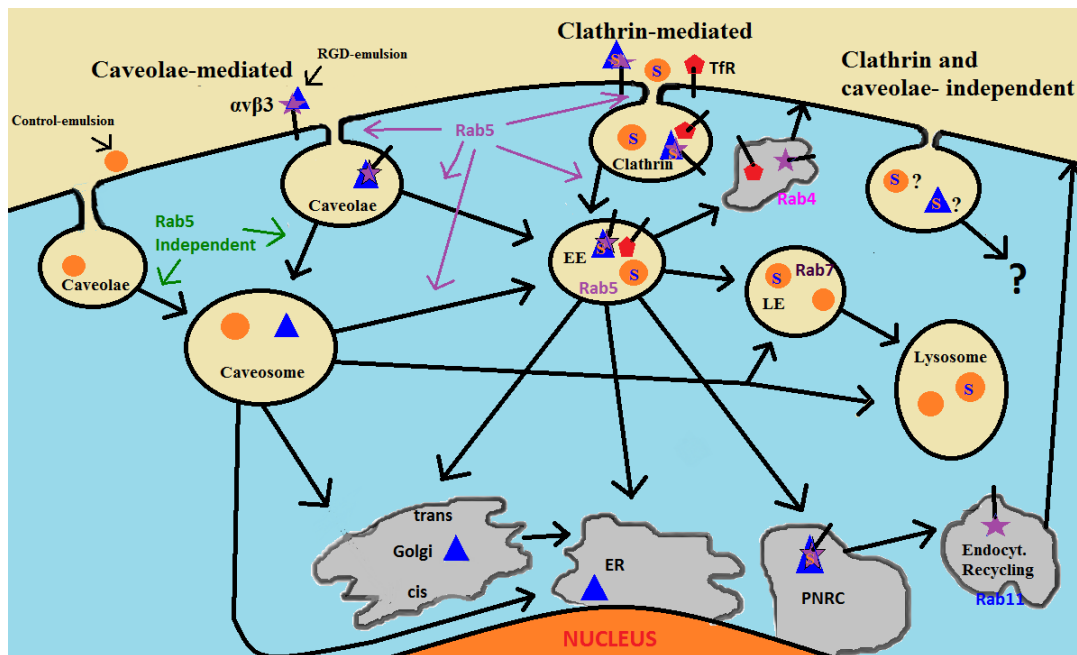 Clathrin-mediated
Caveolae-mediated
RGD-emulsion
αvβ3
Control-emulsion
S
S
TfR
Clathrin and
caveolae- independent
Rab5
S
S
Clathrin
Rab4
S ?
S ?
?
Caveolae
Rab5
Independent
Caveolae
EE
S
S
Rab5
S
Rab7
LE
Caveosome
Lysosome
S
trans
Golgi
cis
ER
S
PNRC
Endocyt.
Recycling
Rab11
NUCLEUS